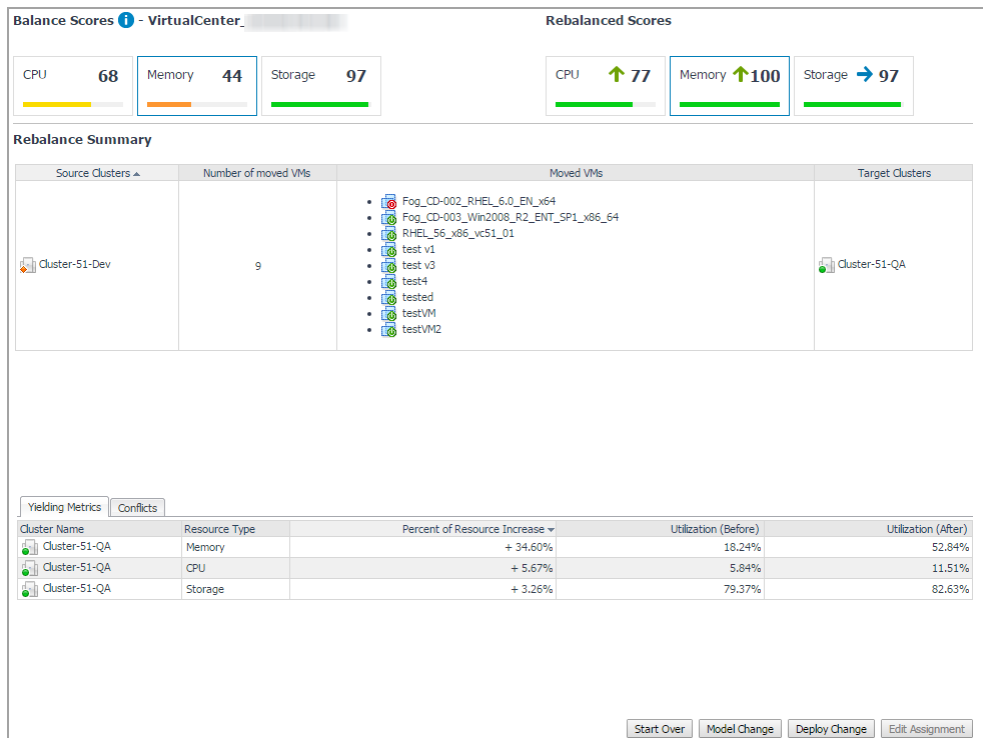 Balance Scores i - VirtualCenter_
Rebalanced Scores
CPU 68 Memory 44 Storage 97
CPU 77 Memory 100 Storage 97
Rebalance Summary
Source Clusters Number of moved VMs Moved VMs Target Clusters
Cluster-51-Dev 9 Cluster-51-QA
Fog_CD-002_RHEL_6.0_EN_x64
Fog_CD-003_Win2008_R2_ENT_SP1_x86_64
RHEL_56_x86_vc51_01
test v1
test v3
test4
tested
testVM
testVM2
Yielding Metrics Conflicts
Cluster Name Resource Type Percent of Resource Increase Utilization (Before) Utilization (After)
Cluster-51-QA Memory + 34.60% 18.24% 52.84%
Cluster-51-QA CPU + 5.67% 5.84% 11.51%
Cluster-51-QA Storage + 3.26% 79.37% 82.63%
Start Over Model Change Deploy Change Edit Assignment